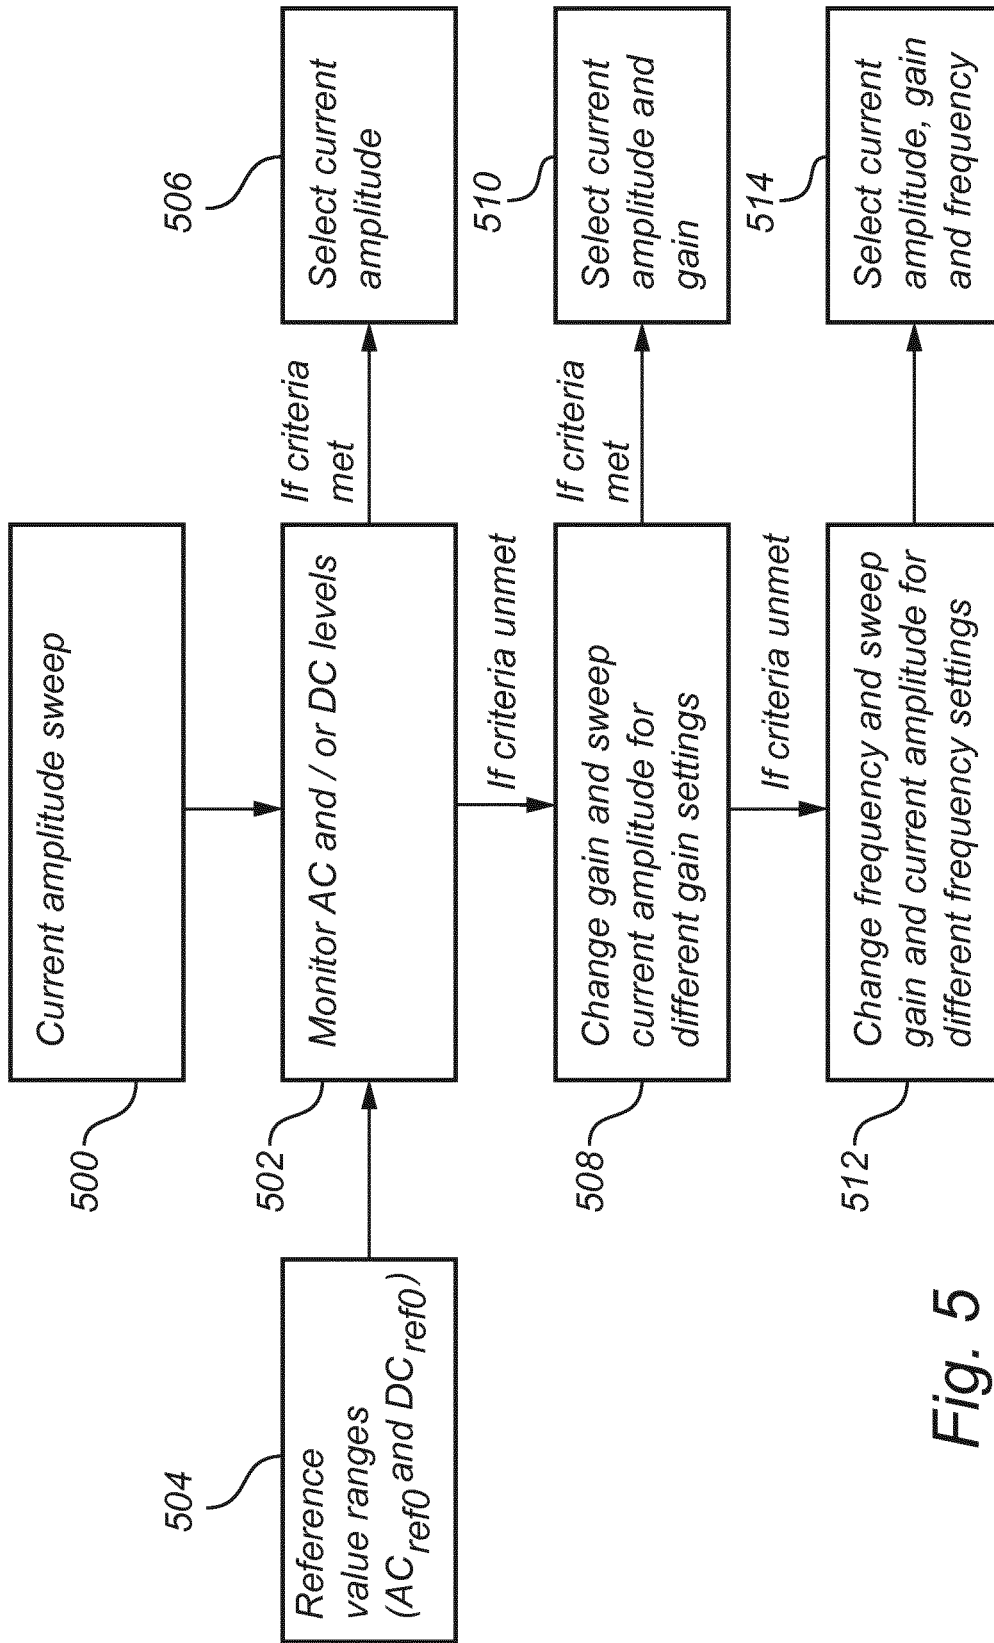 500
Current amplitude sweep
504
Reference
value ranges
(ACref0 and DCref0)
502
Monitor AC and / or DC levels
If criteria
met
506
Select current
amplitude
If criteria unmet
508
Change gain and sweep
current amplitude for
different gain settings
If criteria
met
510
Select current
amplitude and
gain
If criteria unmet
512
Change frequency and sweep
gain and current amplitude for
different frequency settings
514
Select current
amplitude, gain
and frequency
Fig. 5